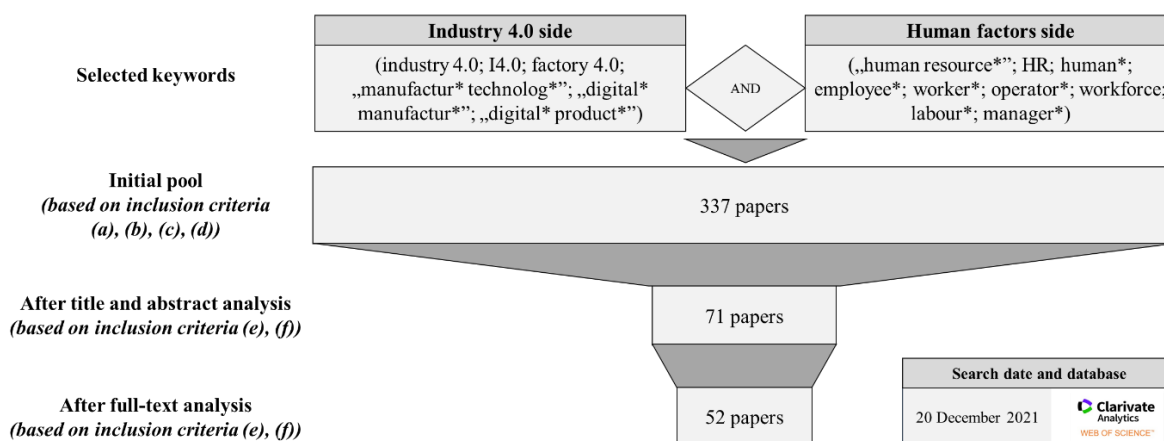 Industry 4.0 side
Human factors side
Selected keywords
(industry 4.0; I4.0; factory 4.0;
„manufactur* technolog*”; „digital*
manufactur*”; „digital* product*”)
AND
(„human resource*”; HR; human*;
employee*; worker*; operator*; workforce;
labour*; manager*)
Initial pool
(based on inclusion criteria
(a), (b), (c), (d))
337 papers
After title and abstract analysis
(based on inclusion criteria (e), (f))
71 papers
After full-text analysis
(based on inclusion criteria (e), (f))
52 papers
Search date and database
20 December 2021
Clarivate
Analytics
WEB OF SCIENCE™